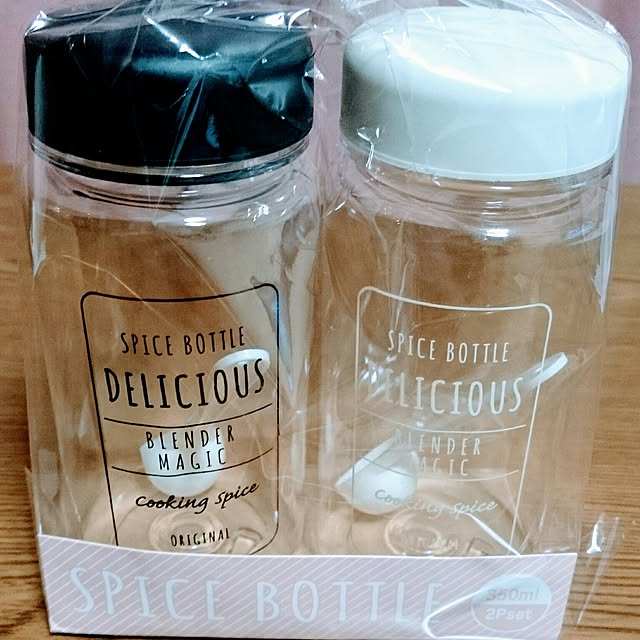 SPICE BOTTLE
DELICIOUS
BLENDER
MAGIC
Cooking Spice
ORIGINAL
SPICE BOTTLE
DELICIOUS
BLENDER
MAGIC
Cooking Spice
SPICE BOTTLE
350ml
2Pset